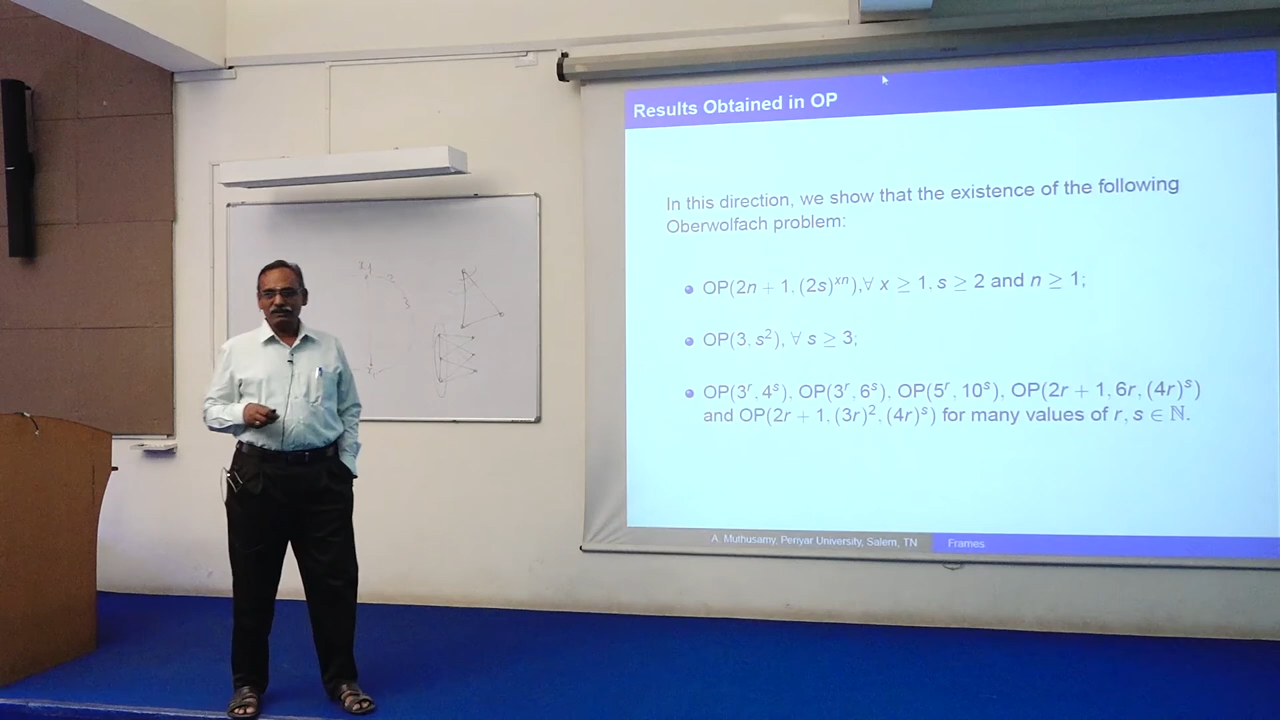 Results Obtained in OP
In this direction, we show that the existence of the following
Oberwolfach problem:
OP(2n + 1, (2s)^{xn}),∀ x ≥ 1, s ≥ 2 and n ≥ 1;
OP(3, s²), ∀ s ≥ 3;
OP(3^r, 4^s), OP(3^r, 6^s), OP(5^r, 10^s), OP(2r + 1, 6r, (4r)^s)
and OP(2r + 1, (3r)², (4r)^s) for many values of r, s ∈ ℕ.
A. Muthusamy, Periyar University, Salem, TN
Frames